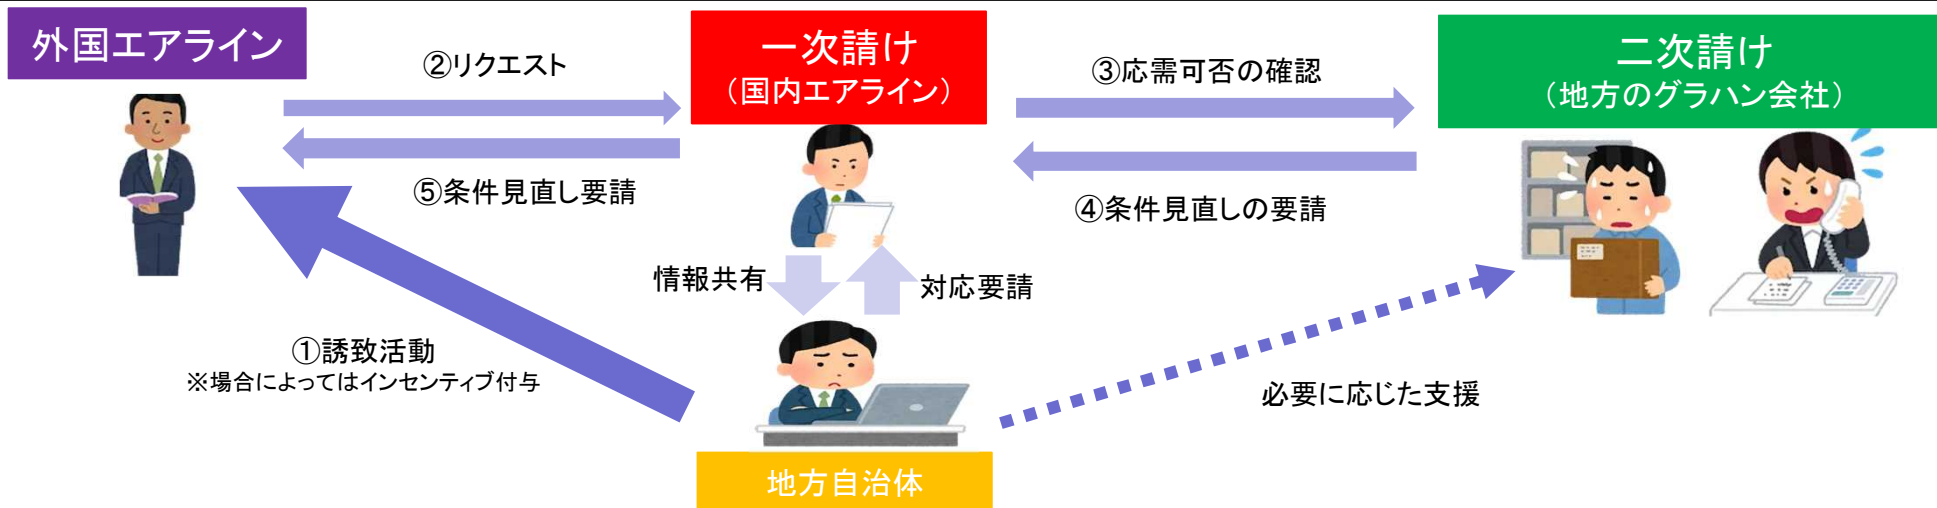 外国エアライン
②リクエスト
一次請け
（国内エアライン）
③応需可否の確認
二次請け
（地方のグラハン会社）
⑤条件見直し要請
④条件見直しの要請
情報共有
対応要請
①誘致活動
※場合によってはインセンティブ付与
必要に応じた支援
地方自治体